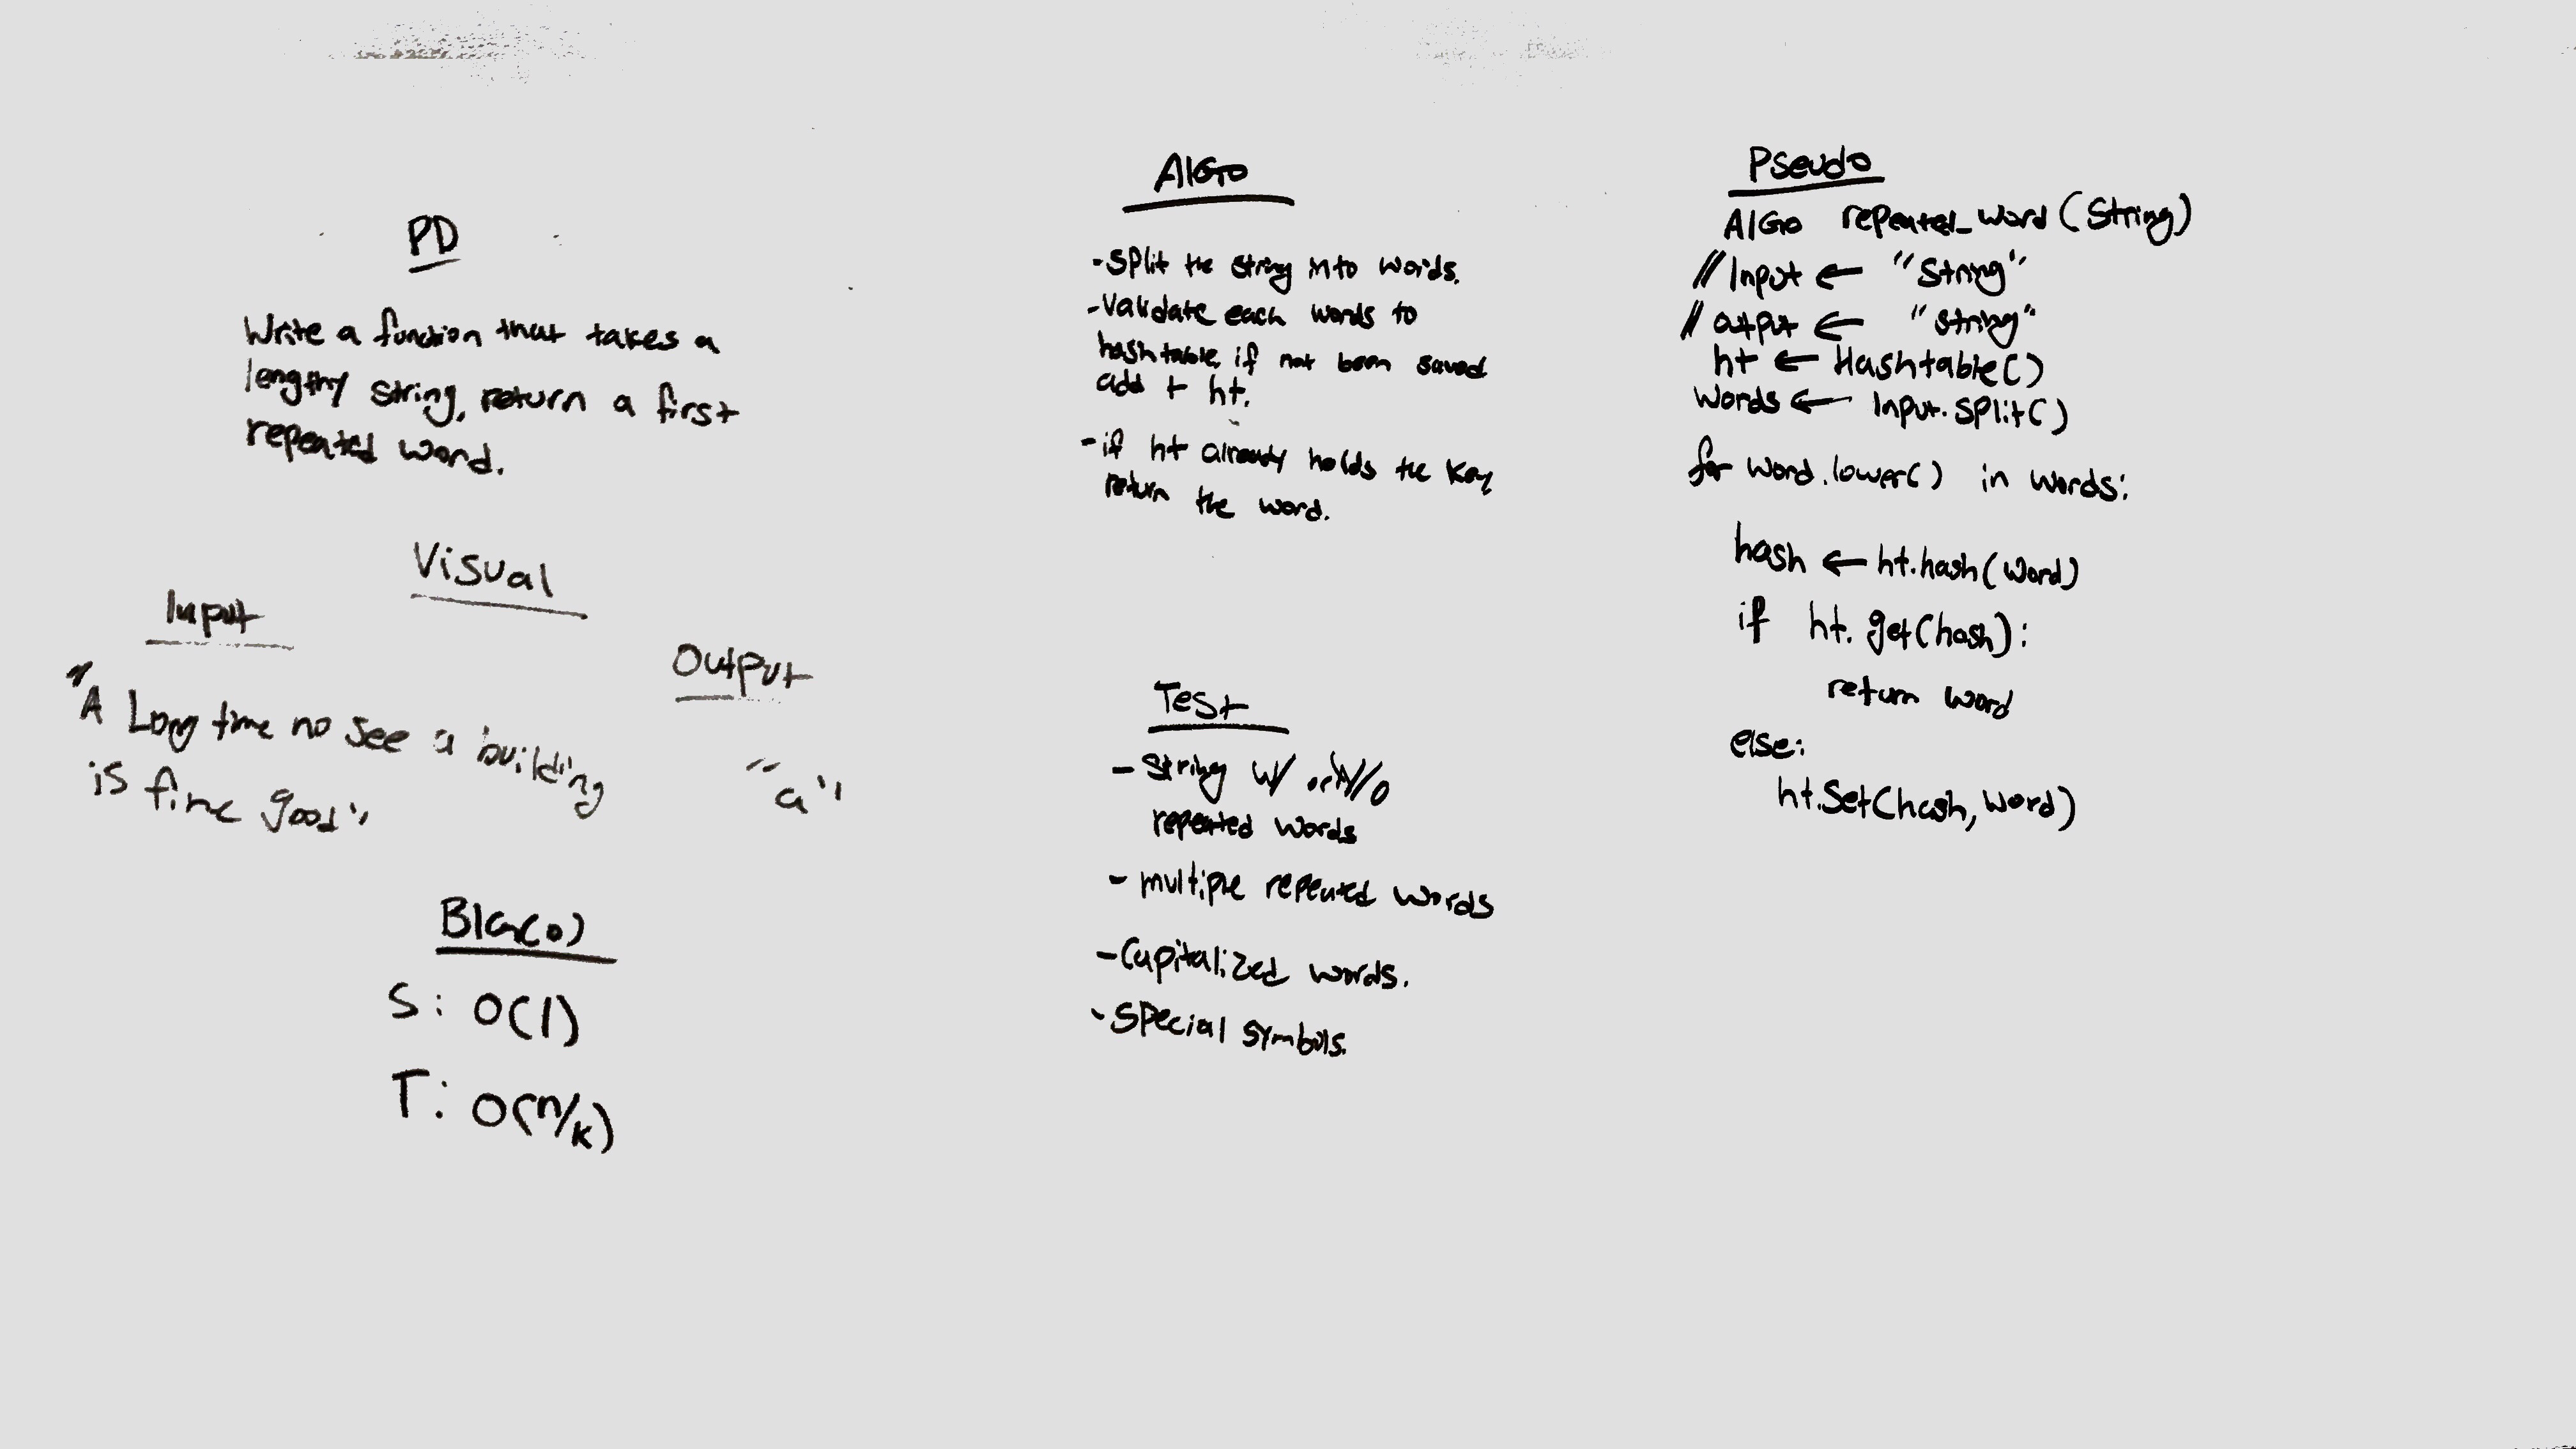 PD
Write a function that takes a
lengthy string, return a first
repeated word.
Visual
Input
"A Long time no see a building
is fine good"
Output
"a"
BIG(O)
S: O(1)
T: O(n/k)
AlGo
- Split the string into words.
- Validate each words to
hashtable, if not been saved
add t ht.
- if ht already holds the key
return the word.
Test
- String w/ w/o
repeated words
- multiple repeated words
- Capitalized words.
- Special symbols.
Pseudo
AlGo repeated_word (String)
// Input ← "String"
// output ← "string"
ht ← Hashtable()
words ← Input.split()
for word.lower() in words:
hash ← ht.hash(word)
if ht.get(hash):
return word
else:
ht.set(hash, word)